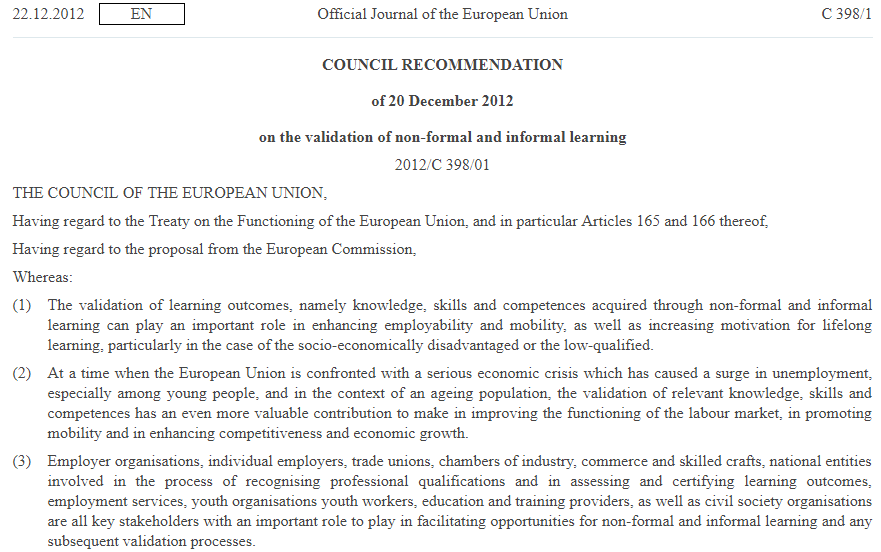 22.12.2012 EN Official Journal of the European Union C 398/1
COUNCIL RECOMMENDATION
of 20 December 2012
on the validation of non-formal and informal learning
2012/C 398/01
THE COUNCIL OF THE EUROPEAN UNION,
Having regard to the Treaty on the Functioning of the European Union, and in particular Articles 165 and 166 thereof,
Having regard to the proposal from the European Commission,
Whereas:
(1) The validation of learning outcomes, namely knowledge, skills and competences acquired through non-formal and informal
learning can play an important role in enhancing employability and mobility, as well as increasing motivation for lifelong
learning, particularly in the case of the socio-economically disadvantaged or the low-qualified.
(2) At a time when the European Union is confronted with a serious economic crisis which has caused a surge in unemployment,
especially among young people, and in the context of an ageing population, the validation of relevant knowledge, skills and
competences has an even more valuable contribution to make in improving the functioning of the labour market, in promoting
mobility and in enhancing competitiveness and economic growth.
(3) Employer organisations, individual employers, trade unions, chambers of industry, commerce and skilled crafts, national entities
involved in the process of recognising professional qualifications and in assessing and certifying learning outcomes,
employment services, youth organisations youth workers, education and training providers, as well as civil society organisations
are all key stakeholders with an important role to play in facilitating opportunities for non-formal and informal learning and any
subsequent validation processes.